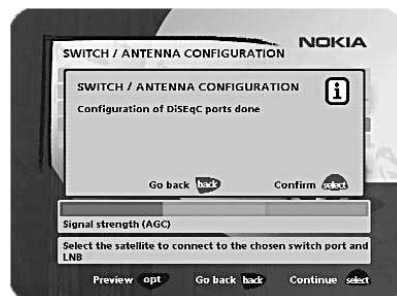 NOKIA
SWITCH / ANTENNA CONFIGURATION
SWITCH / ANTENNA CONFIGURATION
i
Configuration of DiSEqC ports done
Go back back Confirm select
Signal strength (AGC)
Select the satellite to connect to the chosen switch port and
LNB
Preview opt Go back back Continue select